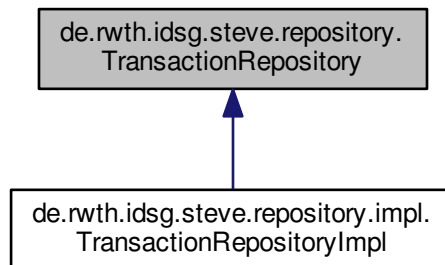 de.rwth.idsg.steve.repository.
TransactionRepository
de.rwth.idsg.steve.repository.impl.
TransactionRepositoryImpl